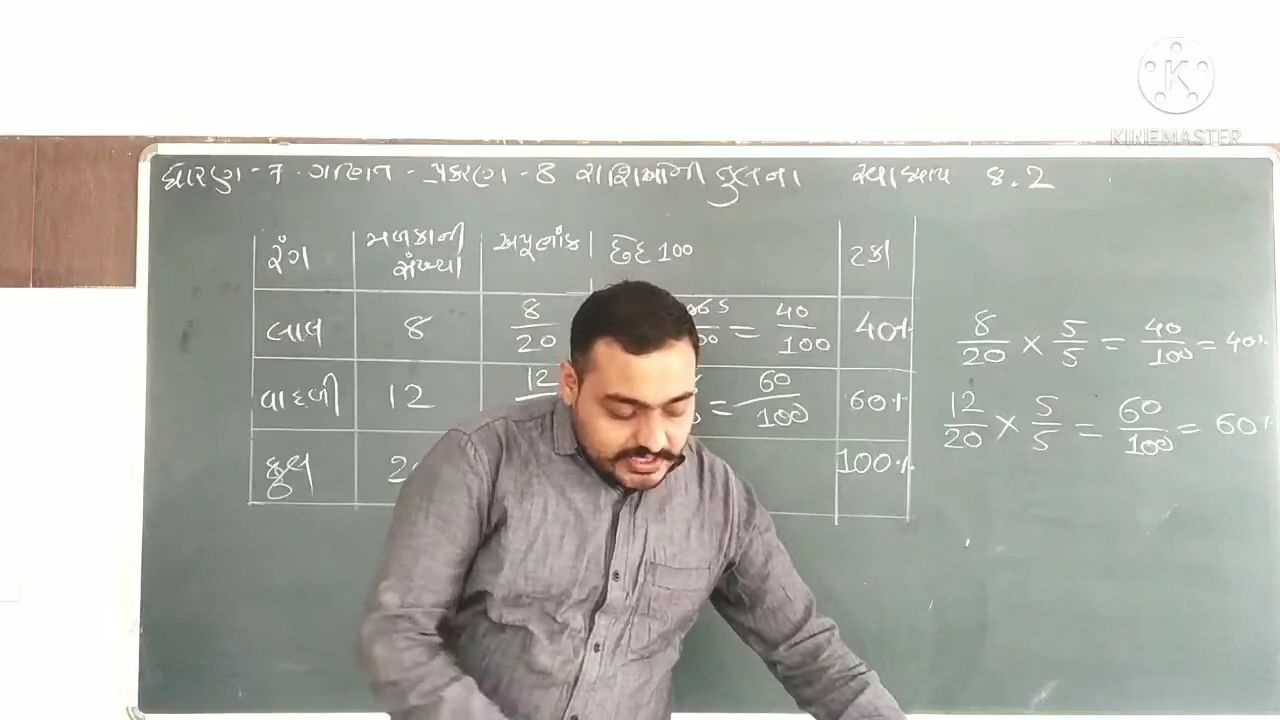 ધોરણ - 7. ગણિત - પ્રકરણ - 8 રાશિઓની તુલના સ્વાધ્યાય 8.2
રંગ મણકાની સંખ્યા અપૂર્ણાંક છેદ 100 ટકા
લાલ 8 8/20 = 40/100 40%
વાદળી 12 12 = 60/100 60%
કુલ 100%
8/20 × 5/5 = 40/100 = 40%
12/20 × 5/5 = 60/100 = 60%
K
KINEMASTER